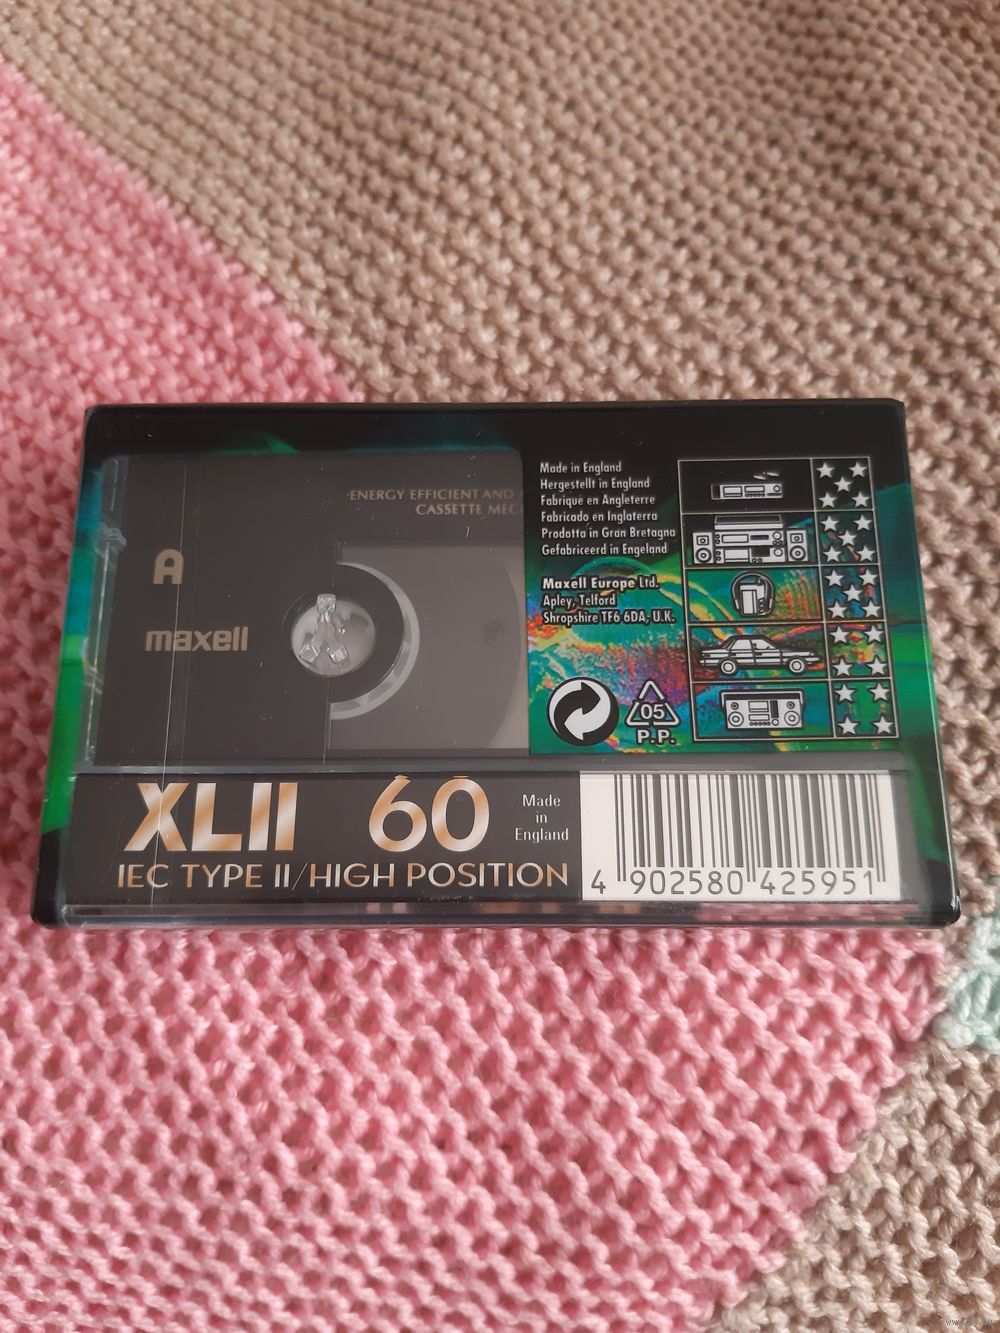 ENERGY EFFICIENT AND
CASSETTE MEC
A
maxell
Made in England
Hergestellt in England
Fabriqué en Angleterre
Fabricado en Inglaterra
Prodotta in Gran Bretagna
Gefabriceerd in Engeland
Maxell Europe Ltd.
Apley, Telford
Shropshire TF6 6DA, U.K.
05
P.P.
XLII 60
Made
in
England
IEC TYPE II/HIGH POSITION
4 902580 425951